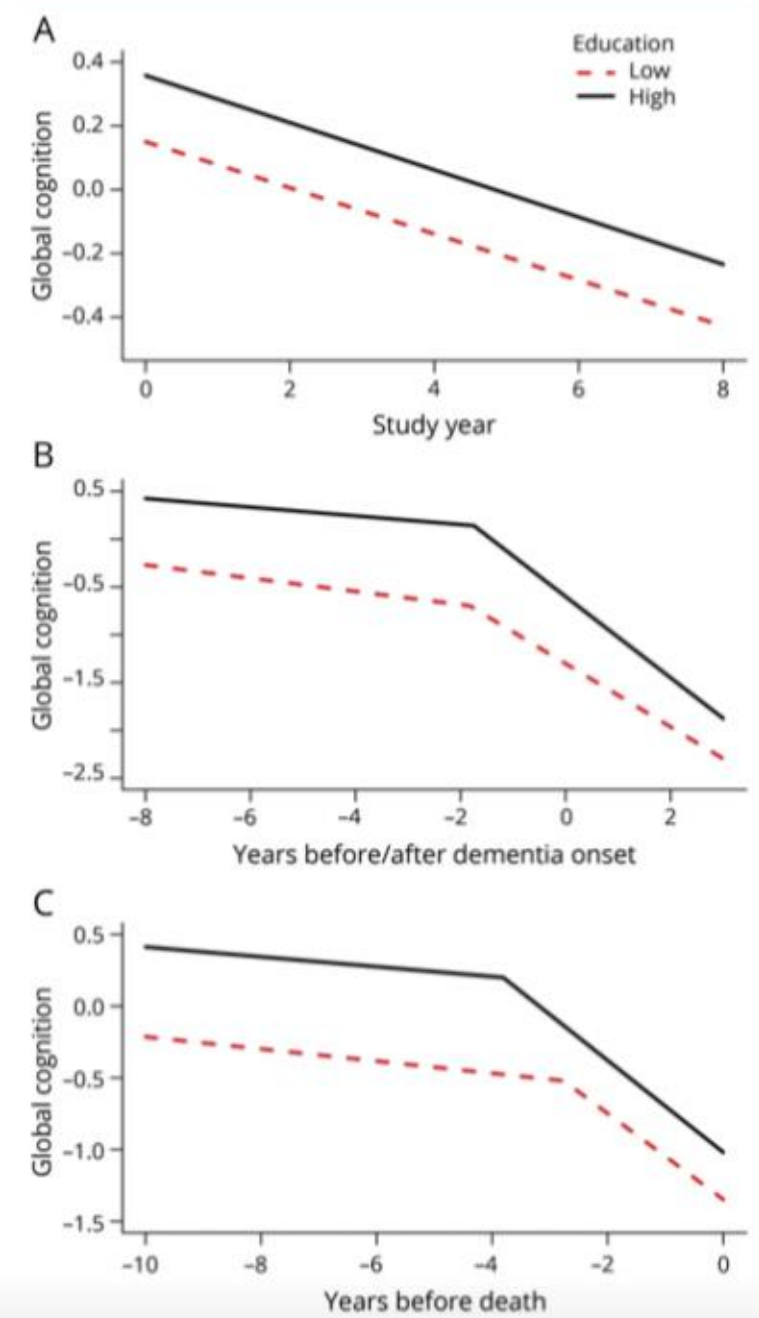 A
Education
Low
High
Global cognition
0.4
0.2
0.0
−0.2
−0.4
0 2 4 6 8
Study year
B
Global cognition
0.5
−0.5
−1.5
−2.5
−8 −6 −4 −2 0 2
Years before/after dementia onset
C
Global cognition
0.5
0.0
−0.5
−1.0
−1.5
−10 −8 −6 −4 −2 0
Years before death